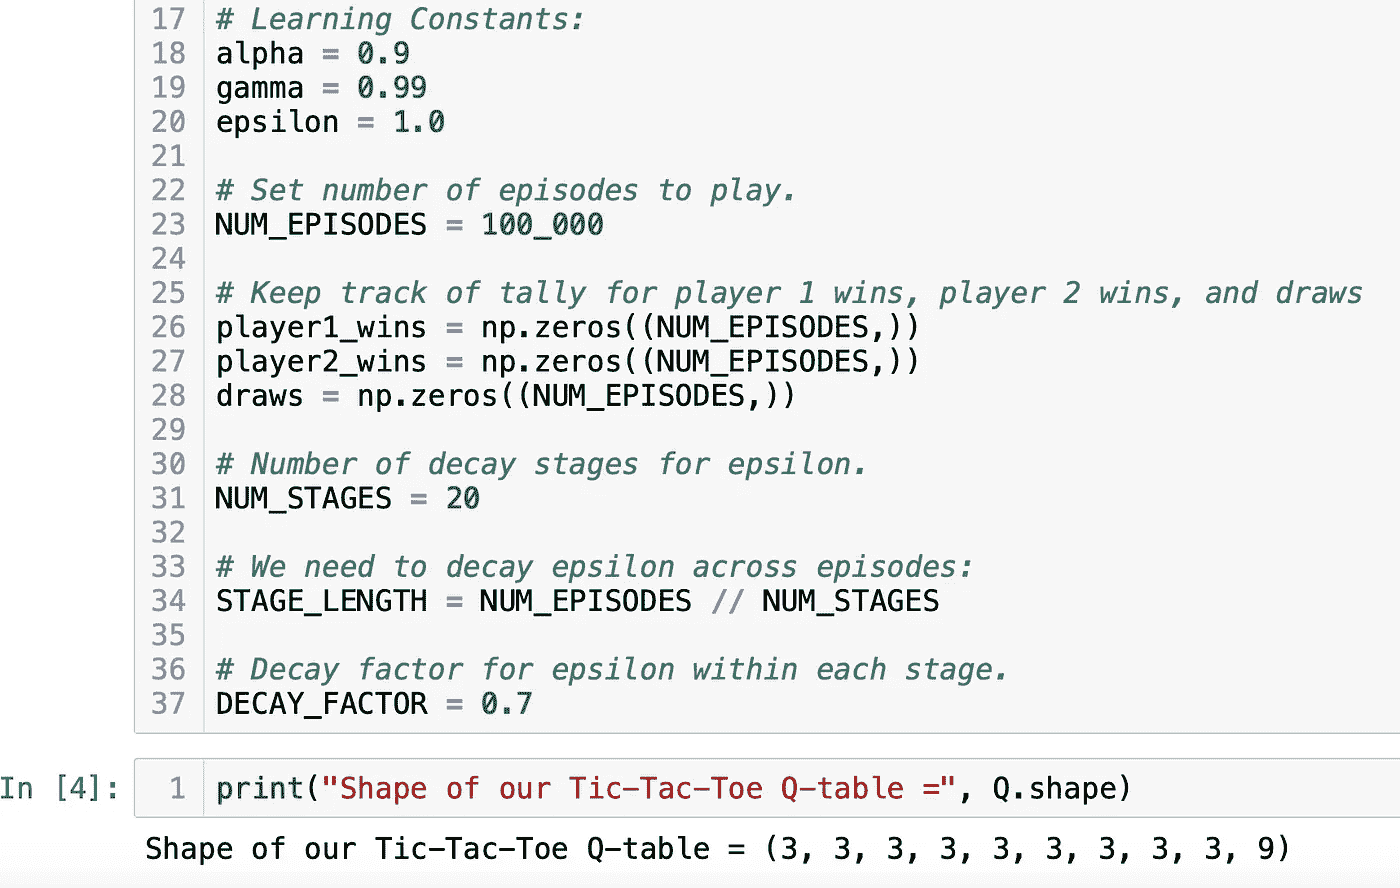 17 # Learning Constants:
18 alpha = 0.9
19 gamma = 0.99
20 epsilon = 1.0
21
22 # Set number of episodes to play.
23 NUM_EPISODES = 100_000
24
25 # Keep track of tally for player 1 wins, player 2 wins, and draws
26 player1_wins = np.zeros((NUM_EPISODES,))
27 player2_wins = np.zeros((NUM_EPISODES,))
28 draws = np.zeros((NUM_EPISODES,))
29
30 # Number of decay stages for epsilon.
31 NUM_STAGES = 20
32
33 # We need to decay epsilon across episodes:
34 STAGE_LENGTH = NUM_EPISODES // NUM_STAGES
35
36 # Decay factor for epsilon within each stage.
37 DECAY_FACTOR = 0.7
In [4]: 1 print("Shape of our Tic-Tac-Toe Q-table =", Q.shape)
Shape of our Tic-Tac-Toe Q-table = (3, 3, 3, 3, 3, 3, 3, 3, 3, 9)